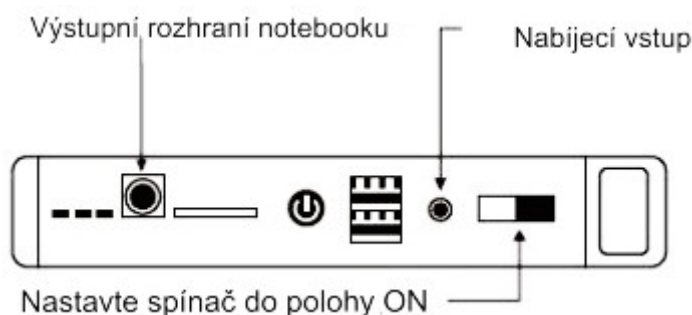 Výstupní rozhraní notebooku
Nabíjecí vstup
Nastavte spínač do polohy ON